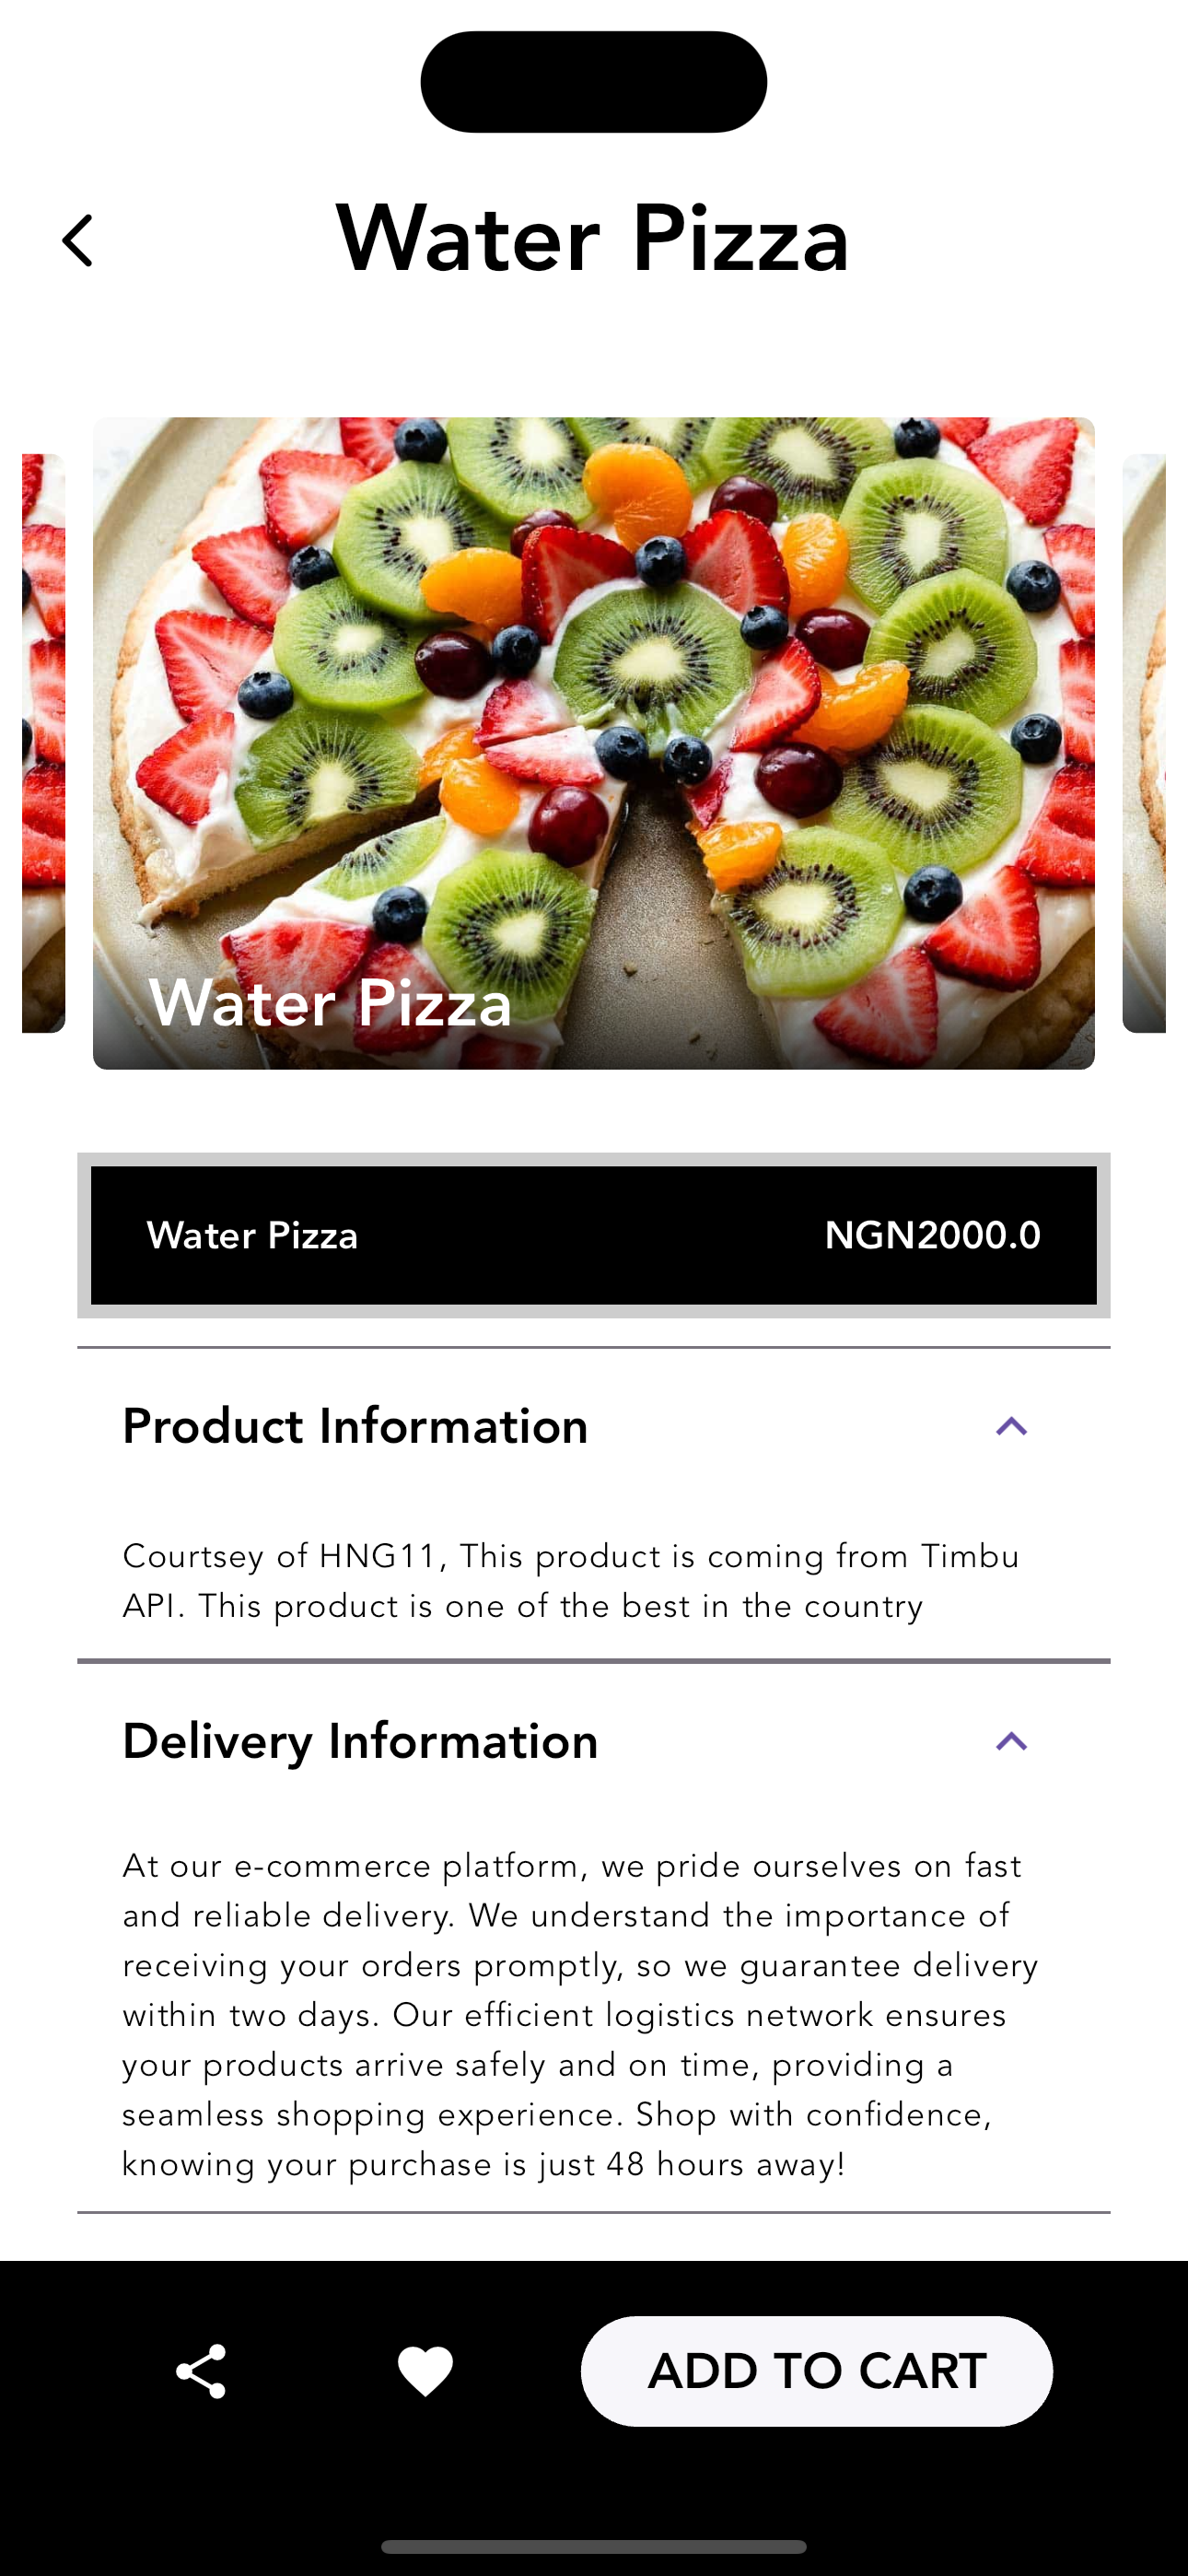 Water Pizza
Water Pizza
Water Pizza NGN2000.0
Product Information
Courtsey of HNG11, This product is coming from Timbu
API. This product is one of the best in the country
Delivery Information
At our e-commerce platform, we pride ourselves on fast
and reliable delivery. We understand the importance of
receiving your orders promptly, so we guarantee delivery
within two days. Our efficient logistics network ensures
your products arrive safely and on time, providing a
seamless shopping experience. Shop with confidence,
knowing your purchase is just 48 hours away!
ADD TO CART